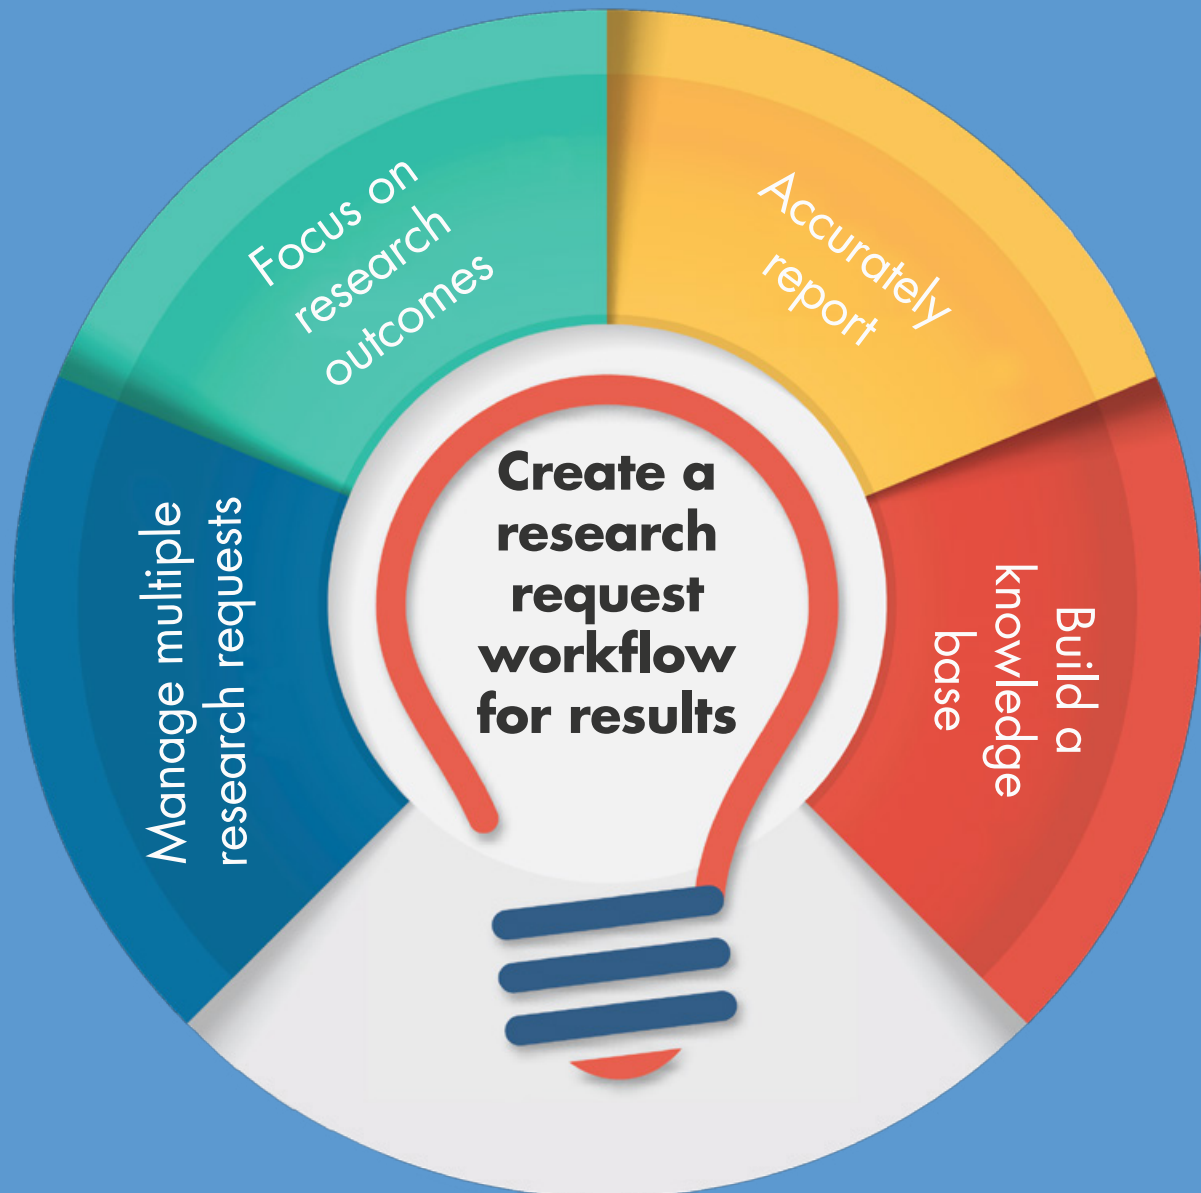 Focus on
research
outcomes
Accurately
report
Manage multiple
research requests
Create a
research
request
workflow
for results
Build a
knowledge
base